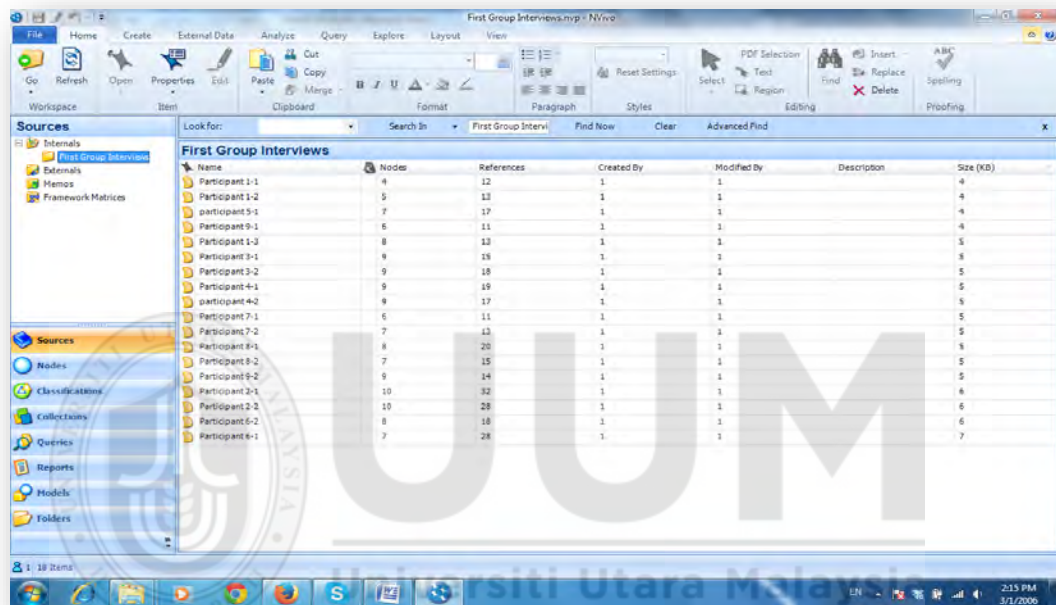 First Group Interviews.nvp - NVivo
File Home Create External Data Analyze Query Explore Layout View
Go Refresh Open Properties Edit Paste Cut Copy Merge
B I U
Reset Settings
Select PDF Selection Text Region Find Insert Replace Delete
ABC Spelling
Workspace Item Clipboard Format Paragraph Styles Editing Proofing
Sources
Internals
First Group Interviews
Externals
Memos
Framework Matrices
Look for: Search In First Group Intervi Find Now Clear Advanced Find x
First Group Interviews
Name Nodes References Created By Modified By Description Size (KB)
Participant 1-1 4 12 1 1 4
Participant 1-2 5 13 1 1 4
participant 5-1 7 17 1 1 4
Participant 9-1 6 11 1 1 4
Participant 1-3 8 13 1 1 5
Participant 3-1 9 15 1 1 5
Participant 3-2 9 18 1 1 5
Participant 4-1 9 19 1 1 5
participant 4-2 9 17 1 1 5
Participant 7-1 6 11 1 1 5
Participant 7-2 7 13 1 1 5
Participant 8-1 8 20 1 1 5
Participant 8-2 7 15 1 1 5
Participant 9-2 9 14 1 1 5
Participant 2-1 10 32 1 1 6
Participant 2-2 10 28 1 1 6
Participant 6-2 8 18 1 1 6
Participant 6-1 7 28 1 1 7
Sources
Nodes
Classifications
Collections
Queries
Reports
Models
Folders
UUM
Universiti Utara Malaysia
1 18 Items
EN 2:15 PM
3/1/2006